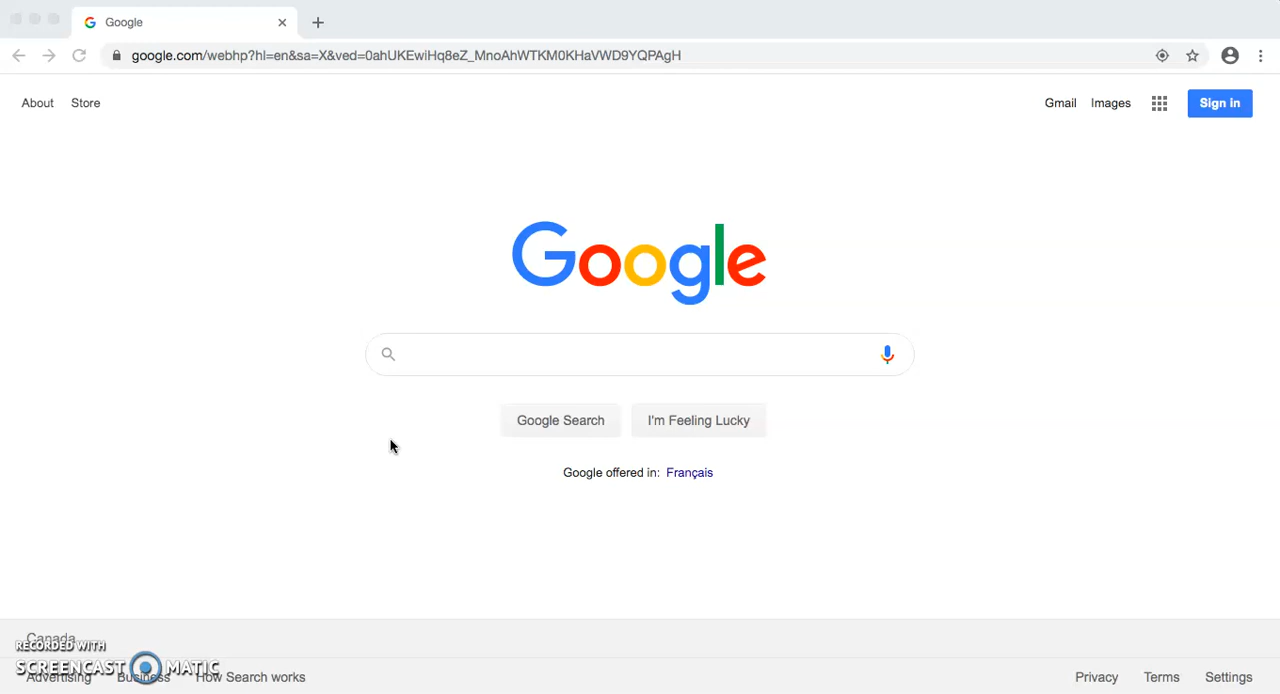 Google
google.com/webhp?hl=en&sa=X&ved=0ahUKEwiHq8eZ_MnoAhWTKM0KHaVWD9YQPAgH
About Store Gmail Images Sign in
Google
Google Search I'm Feeling Lucky
Google offered in: Français
Canada
RECORDED WITH
SCREENCAST MATIC
Advertising Business How Search works Privacy Terms Settings